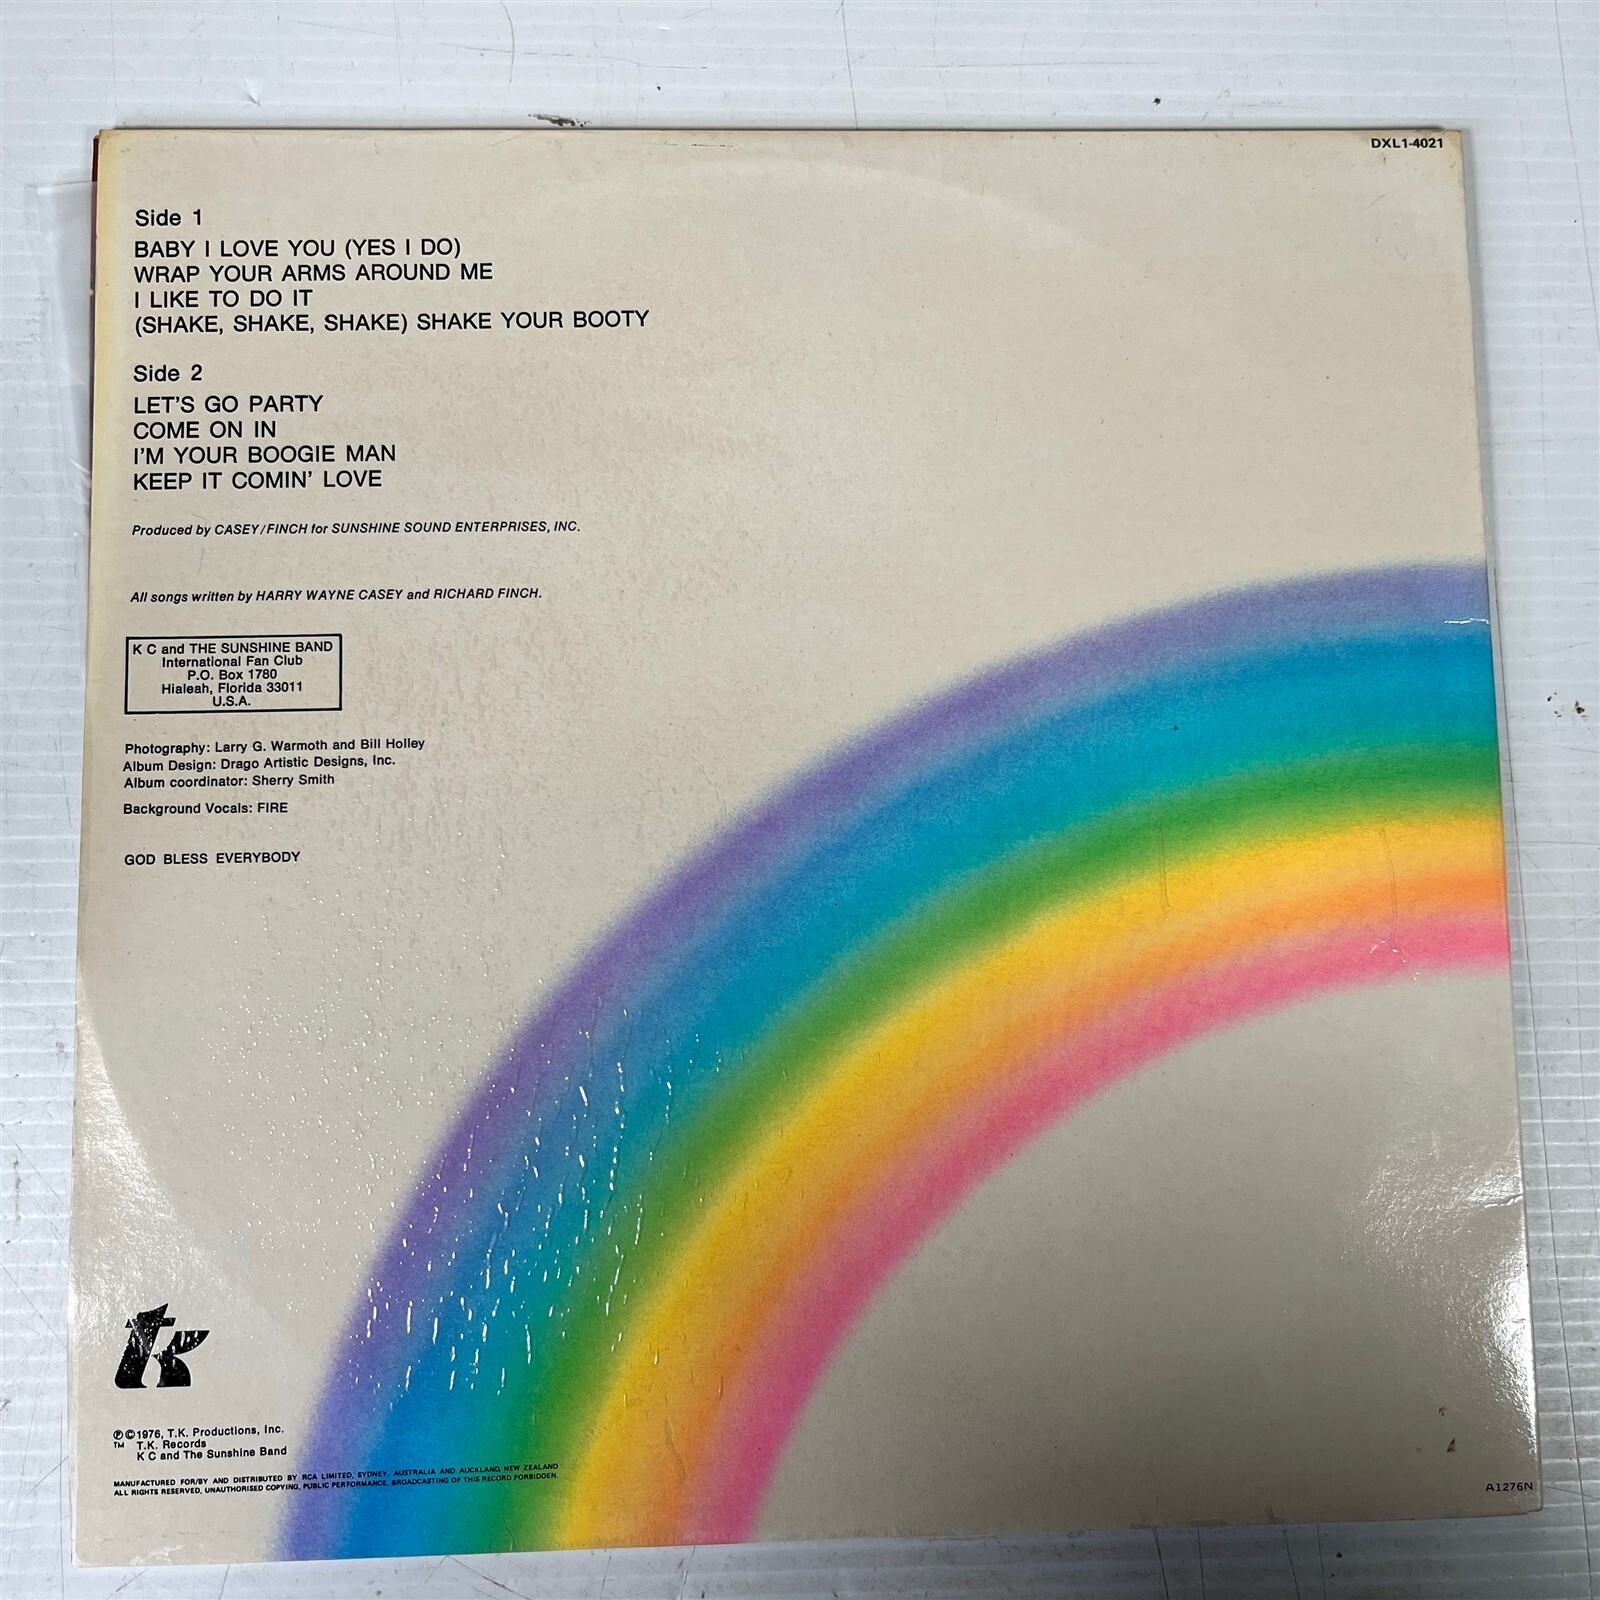 DXL1-4021
Side 1
BABY I LOVE YOU (YES I DO)
WRAP YOUR ARMS AROUND ME
I LIKE TO DO IT
(SHAKE, SHAKE, SHAKE) SHAKE YOUR BOOTY
Side 2
LET'S GO PARTY
COME ON IN
I'M YOUR BOOGIE MAN
KEEP IT COMIN' LOVE
Produced by CASEY/FINCH for SUNSHINE SOUND ENTERPRISES, INC.
All songs written by HARRY WAYNE CASEY and RICHARD FINCH.
K C and THE SUNSHINE BAND
International Fan Club
P.O. Box 1780
Hialeah, Florida 33011
U.S.A.
Photography: Larry G. Warmoth and Bill Holley
Album Design: Drago Artistic Designs, Inc.
Album coordinator: Sherry Smith
Background Vocals: FIRE
GOD BLESS EVERYBODY
tk
℗©1976, T.K. Productions, Inc.
TM T.K. Records
K C and The Sunshine Band
MANUFACTURED FOR/BY AND DISTRIBUTED BY RCA LIMITED, SYDNEY, AUSTRALIA AND AUCKLAND, NEW ZEALAND
ALL RIGHTS RESERVED, UNAUTHORISED COPYING, PUBLIC PERFORMANCE, BROADCASTING OF THIS RECORD FORBIDDEN.
A1276N